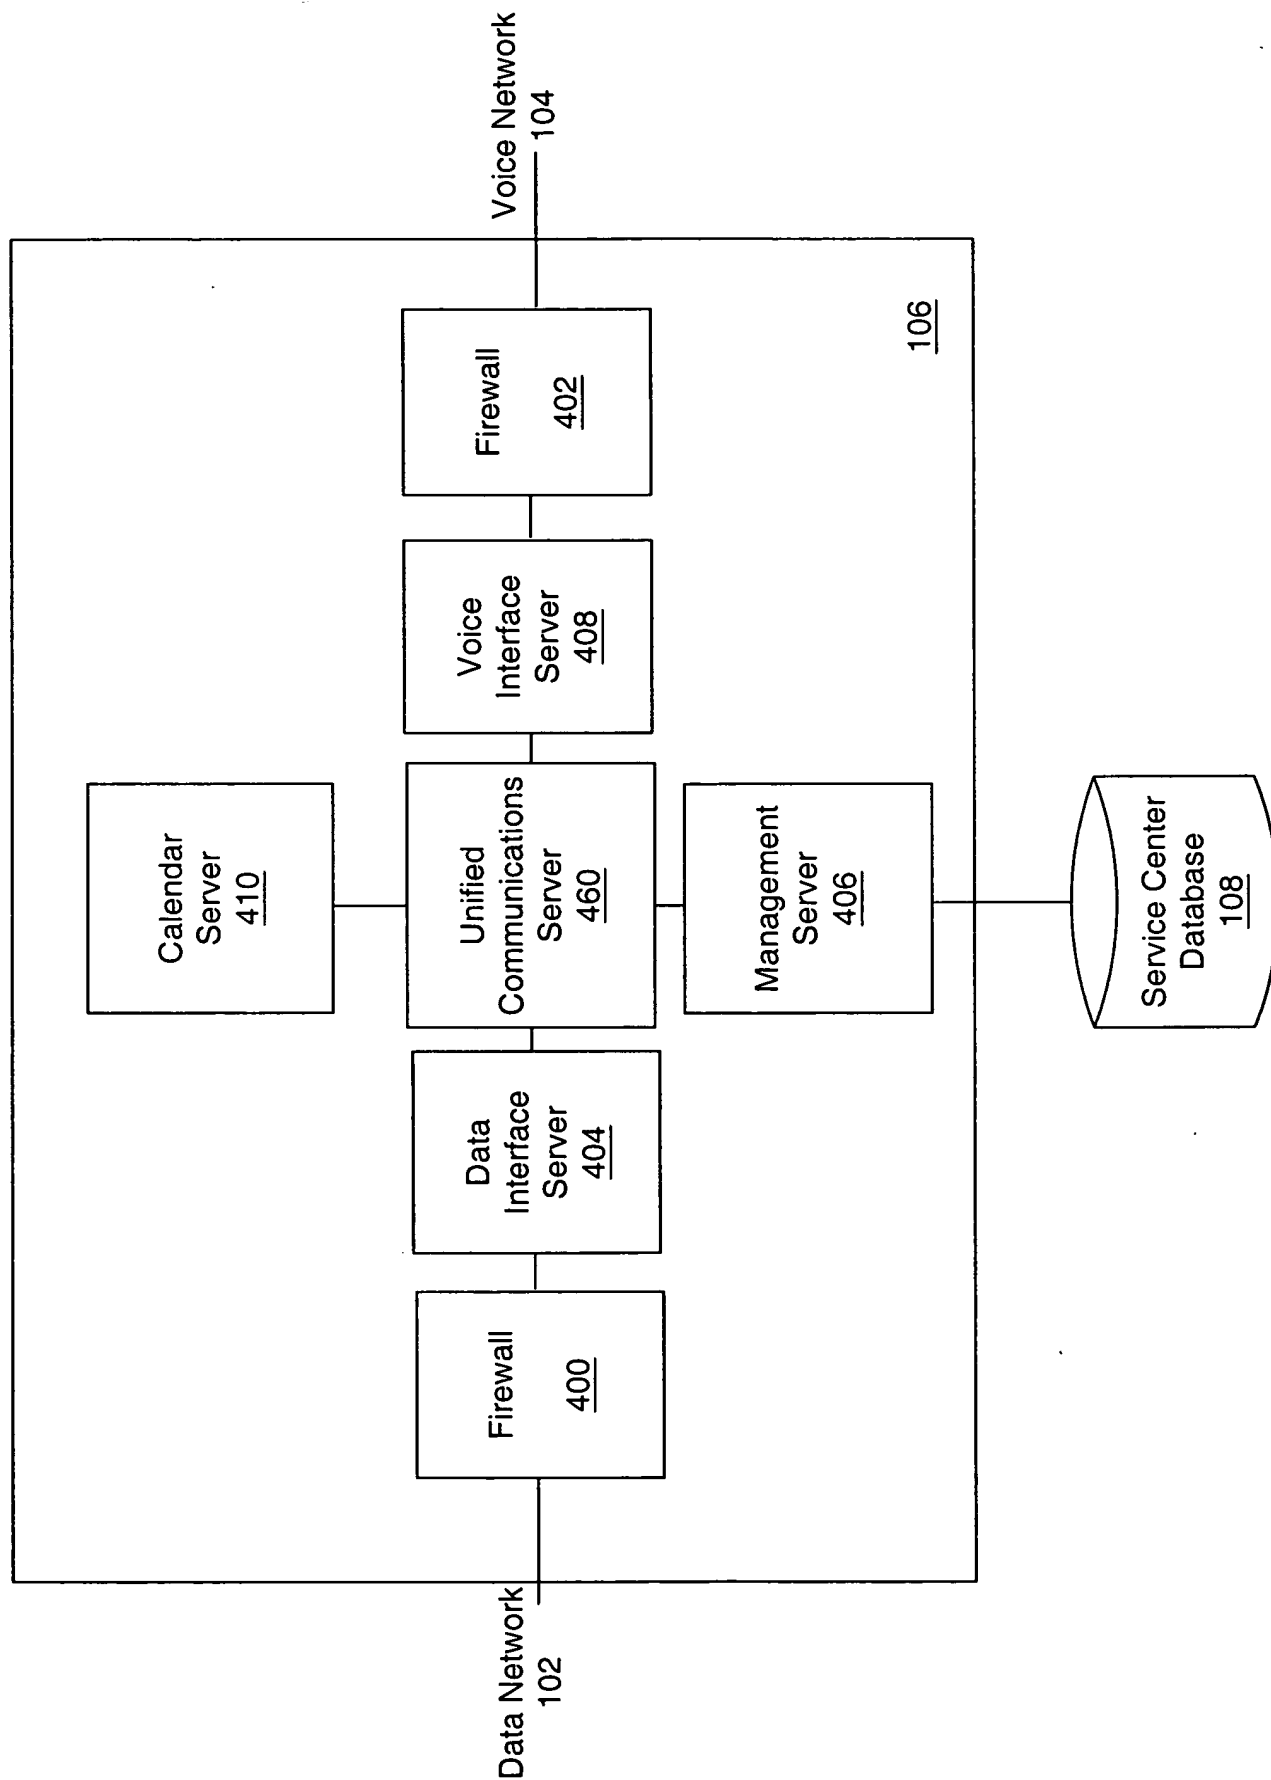 Calendar
Server
410
Data Network
102
Firewall
400
Data
Interface
Server
404
Unified
Communications
Server
460
Voice
Interface
Server
408
Firewall
402
Voice Network
104
Management
Server
406
106
Service Center
Database
108